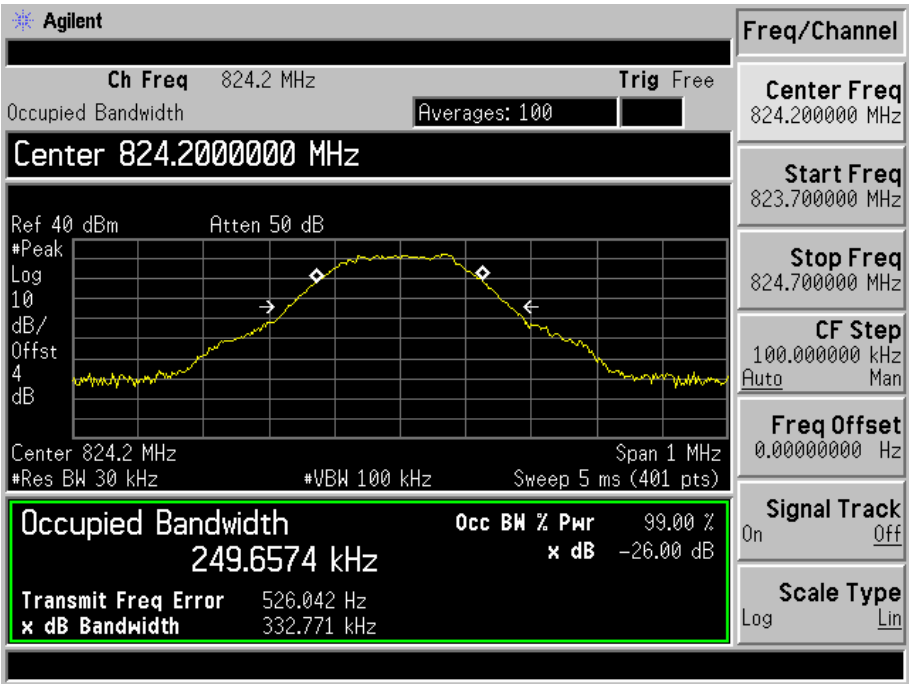 Agilent
Freq/Channel
Ch Freq 824.2 MHz Trig Free
Occupied Bandwidth Averages: 100
Center 824.2000000 MHz
Ref 40 dBm Atten 50 dB
#Peak
Log
10
dB/
Offst
4
dB
Center 824.2 MHz Span 1 MHz
#Res BW 30 kHz #VBW 100 kHz Sweep 5 ms (401 pts)
Occupied Bandwidth Occ BW % Pwr 99.00 %
249.6574 kHz x dB -26.00 dB
Transmit Freq Error 526.042 Hz
x dB Bandwidth 332.771 kHz
Center Freq
824.200000 MHz
Start Freq
823.700000 MHz
Stop Freq
824.700000 MHz
CF Step
100.000000 kHz
Auto Man
Freq Offset
0.00000000 Hz
Signal Track
On Off
Scale Type
Log Lin